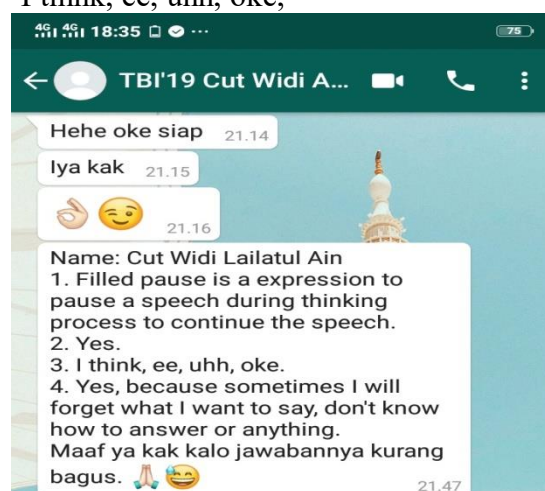 I think, ee, uhh, oke,
4G 4G 18:35 ... 75
TBI'19 Cut Widi A...
Hehe oke siap 21.14
Iya kak 21.15
👌🏻😉 21.16
Name: Cut Widi Lailatul Ain
1. Filled pause is a expression to
pause a speech during thinking
process to continue the speech.
2. Yes.
3. I think, ee, uhh, oke.
4. Yes, because sometimes I will
forget what I want to say, don't know
how to answer or anything.
Maaf ya kak kalo jawabannya kurang
bagus. 🙏🏻😅 21.47